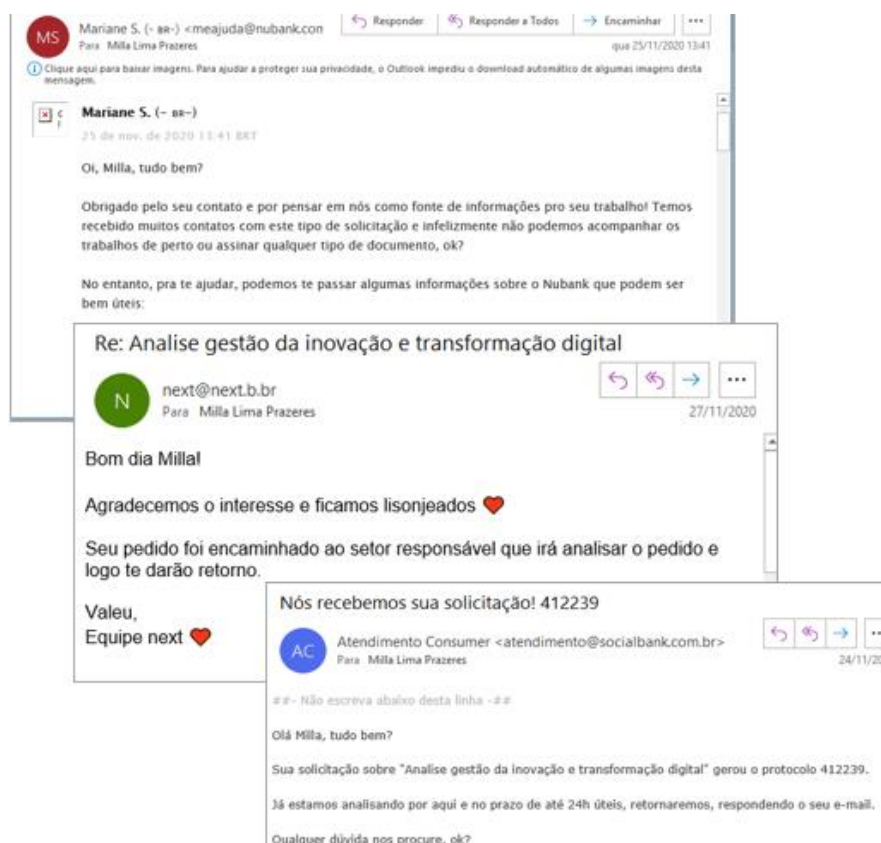 MS
Mariane S. (- BR-) <meajuda@nubank.con
Responder
Responder a Todos
Encaminhar
Para Milla Lima Prazeres
qua 25/11/2020 13:41
Clique aqui para baixar imagens. Para ajudar a proteger sua privacidade, o Outlook impediu o download automático de algumas imagens desta
mensagem.
Mariane S. (- BR-)
25 de nov. de 2020 13:41 BRT
Oi, Milla, tudo bem?
Obrigado pelo seu contato e por pensar em nós como fonte de informações pro seu trabalho! Temos
recebido muitos contatos com este tipo de solicitação e infelizmente não podemos acompanhar os
trabalhos de perto ou assinar qualquer tipo de documento, ok?
No entanto, pra te ajudar, podemos te passar algumas informações sobre o Nubank que podem ser
bem úteis:
Re: Analise gestão da inovação e transformação digital
N
next@next.b.br
Para Milla Lima Prazeres
27/11/2020
Bom dia Milla!
Agradecemos o interesse e ficamos lisonjeados ❤
Seu pedido foi encaminhado ao setor responsável que irá analisar o pedido e
logo te darão retorno.
Valeu,
Equipe next ❤
Nós recebemos sua solicitação! 412239
AC
Atendimento Consumer <atendimento@socialbank.com.br>
Para Milla Lima Prazeres
24/11/20
##- Não escreva abaixo desta linha -##
Olá Milla, tudo bem?
Sua solicitação sobre "Analise gestão da inovação e transformação digital" gerou o protocolo 412239.
Já estamos analisando por aqui e no prazo de até 24h úteis, retornaremos, respondendo o seu e-mail.
Qualquer dúvida nos procure, ok?